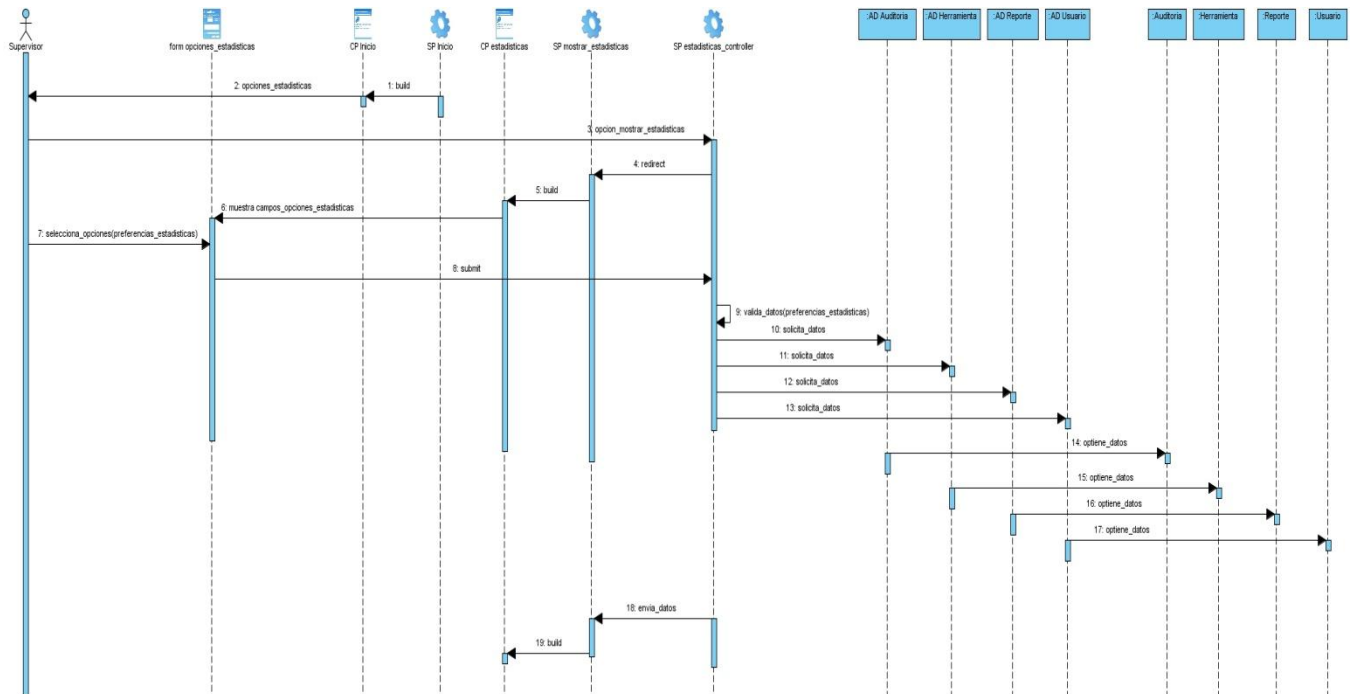 Supervisor
form opciones_estadisticas
CP Inicio
SP Inicio
CP estadisticas
SP mostrar_estadisticas
SP estadisticas_controller
:AD Auditoria
:AD Herramienta
:AD Reporte
:AD Usuario
:Auditoria
:Herramienta
:Reporte
:Usuario
2: opciones_estadisticas
1: build
3: opcion_mostrar_estadisticas
4: redirect
5: build
6: muestra campos_opciones_estadisticas
7: selecciona_opciones(preferencias_estadisticas)
8: submit
9: valida_datos(preferencias_estadisticas)
10: solicita_datos
11: solicita_datos
12: solicita_datos
13: solicita_datos
14: optiene_datos
15: optiene_datos
16: optiene_datos
17: optiene_datos
18: envia_datos
19: build